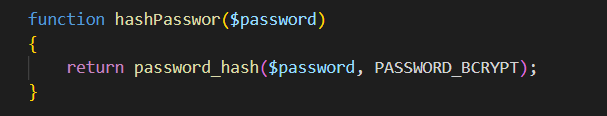 function hashPasswor($password)
{
return password_hash($password, PASSWORD_BCRYPT);
}